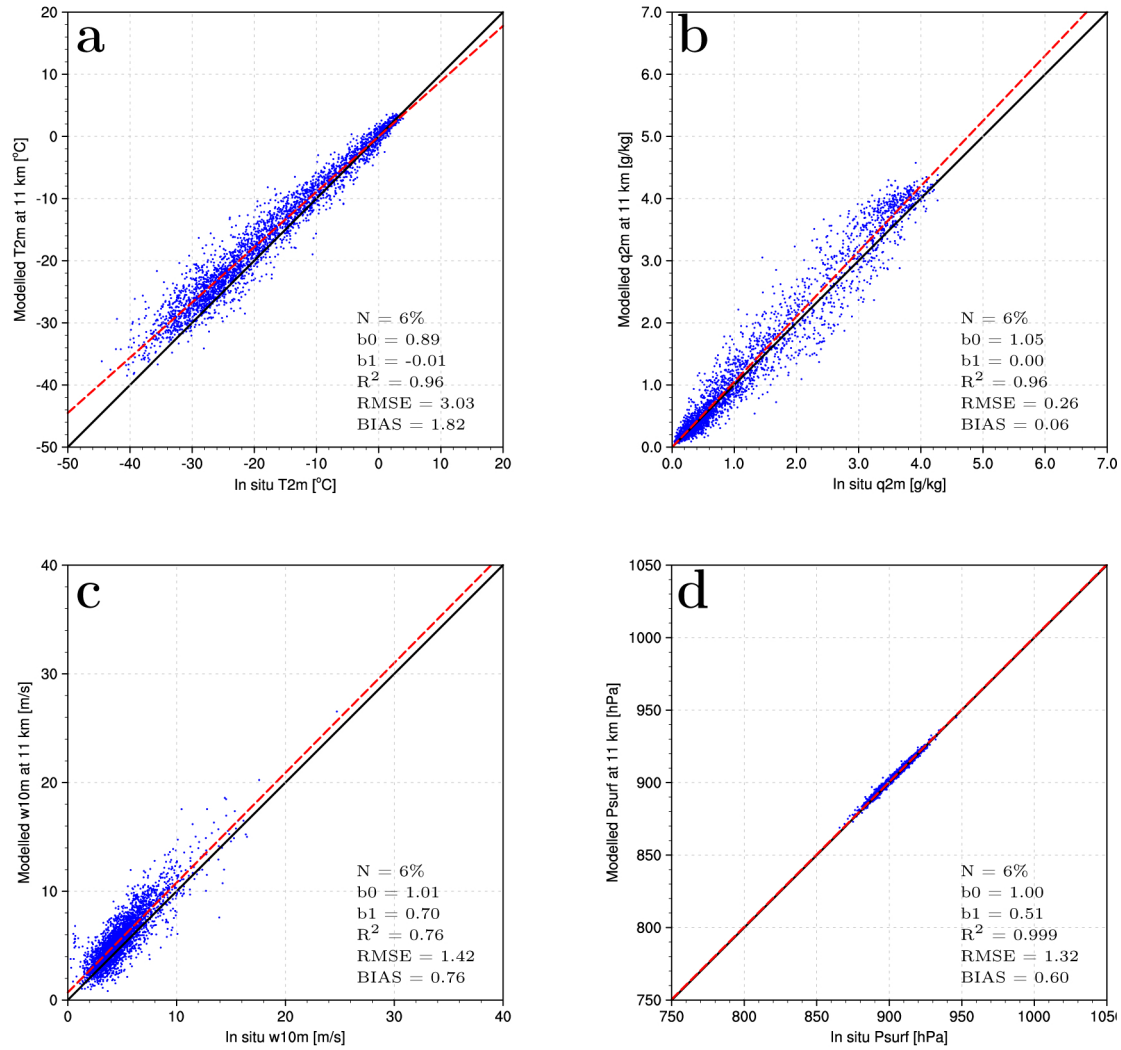 a
20
10
0
-10
-20
-30
-40
-50
Modelled T2m at 11 km [°C]
N = 6%
b0 = 0.89
b1 = -0.01
R² = 0.96
RMSE = 3.03
BIAS = 1.82
-50 -40 -30 -20 -10 0 10 20
In situ T2m [°C]
b
7.0
6.0
5.0
4.0
3.0
2.0
1.0
0.0
Modelled q2m at 11 km [g/kg]
N = 6%
b0 = 1.05
b1 = 0.00
R² = 0.96
RMSE = 0.26
BIAS = 0.06
0.0 1.0 2.0 3.0 4.0 5.0 6.0 7.0
In situ q2m [g/kg]
c
40
30
20
10
0
Modelled w10m at 11 km [m/s]
N = 6%
b0 = 1.01
b1 = 0.70
R² = 0.76
RMSE = 1.42
BIAS = 0.76
0 10 20 30 40
In situ w10m [m/s]
d
1050
1000
950
900
850
800
750
Modelled Psurf at 11 km [hPa]
N = 6%
b0 = 1.00
b1 = 0.51
R² = 0.999
RMSE = 1.32
BIAS = 0.60
750 800 850 900 950 1000 1050
In situ Psurf [hPa]